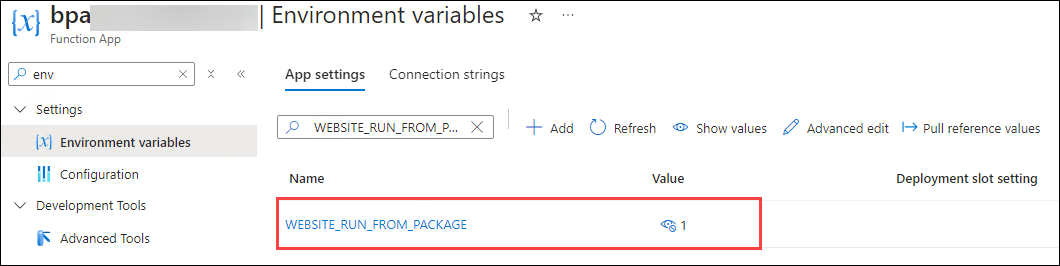 bpa | Environment variables
Function App
env
App settings Connection strings
Settings
Environment variables
Configuration
Development Tools
Advanced Tools
WEBSITE_RUN_FROM_P...
Add Refresh Show values Advanced edit Pull reference values
Name Value Deployment slot setting
WEBSITE_RUN_FROM_PACKAGE 1